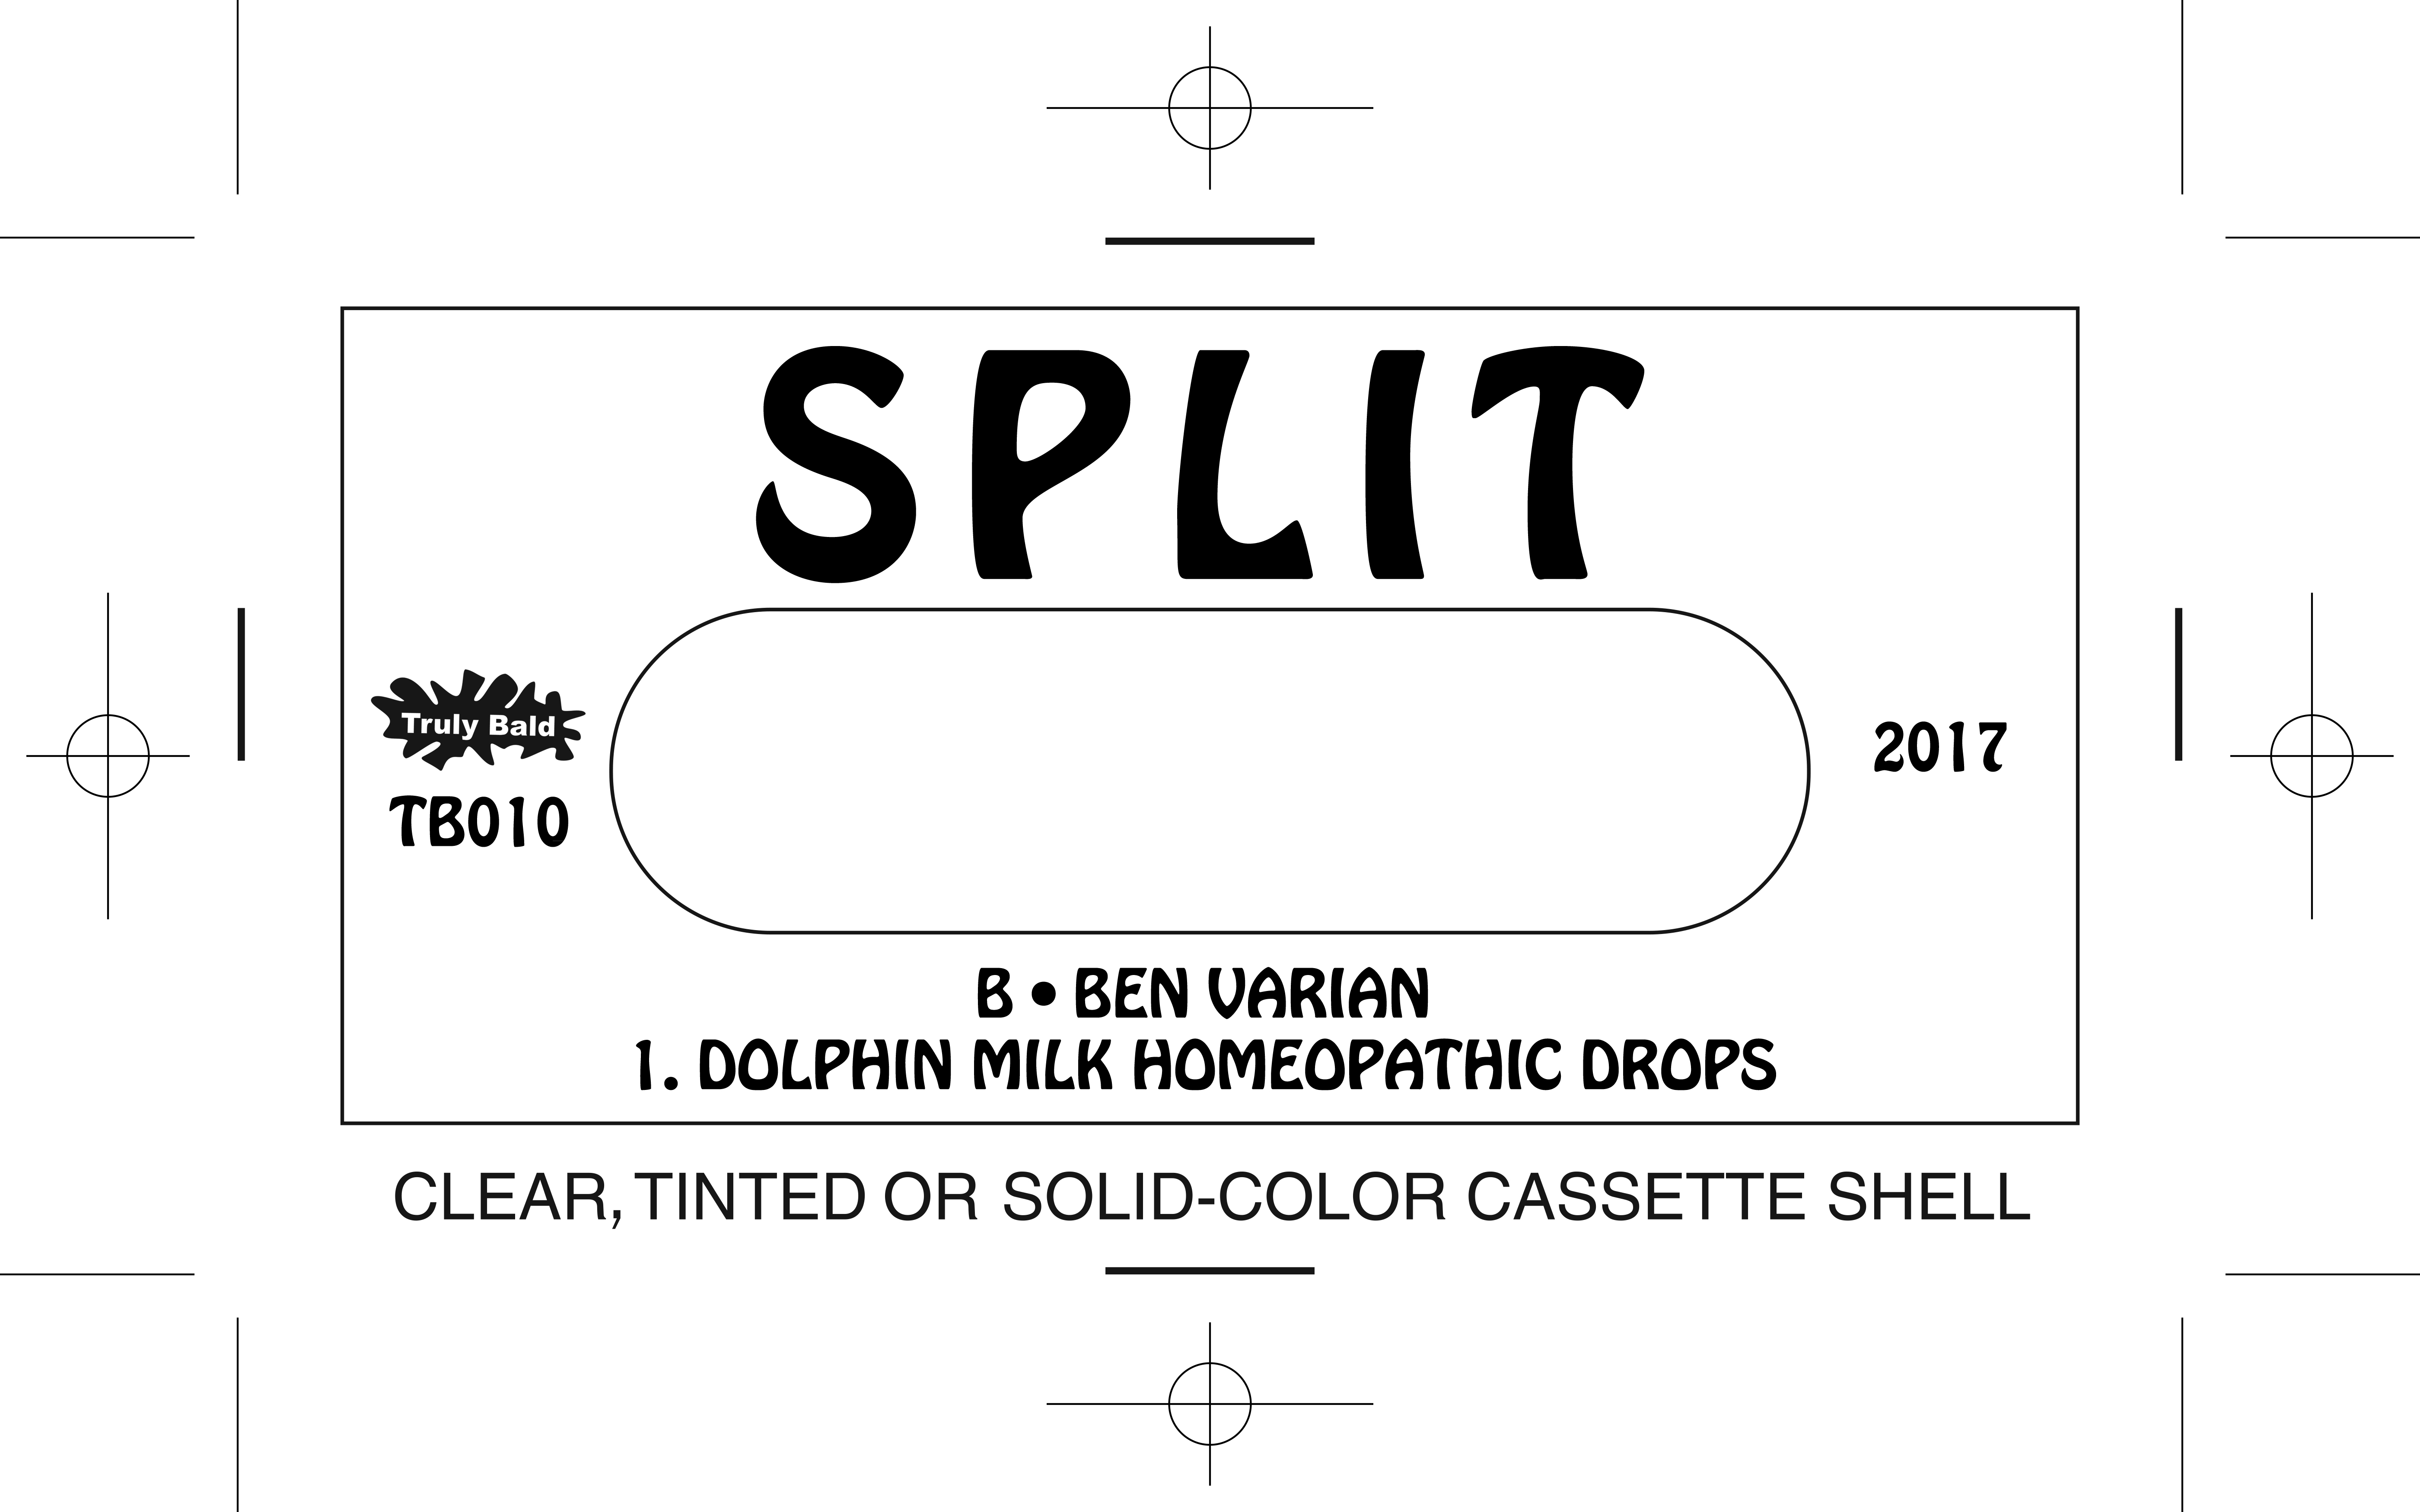 SPLIT
Truly Bald
TB010
2017
B • BEN VARIAN
1. DOLPHIN MILK HOMEOPATHIC DROPS
CLEAR, TINTED OR SOLID-COLOR CASSETTE SHELL